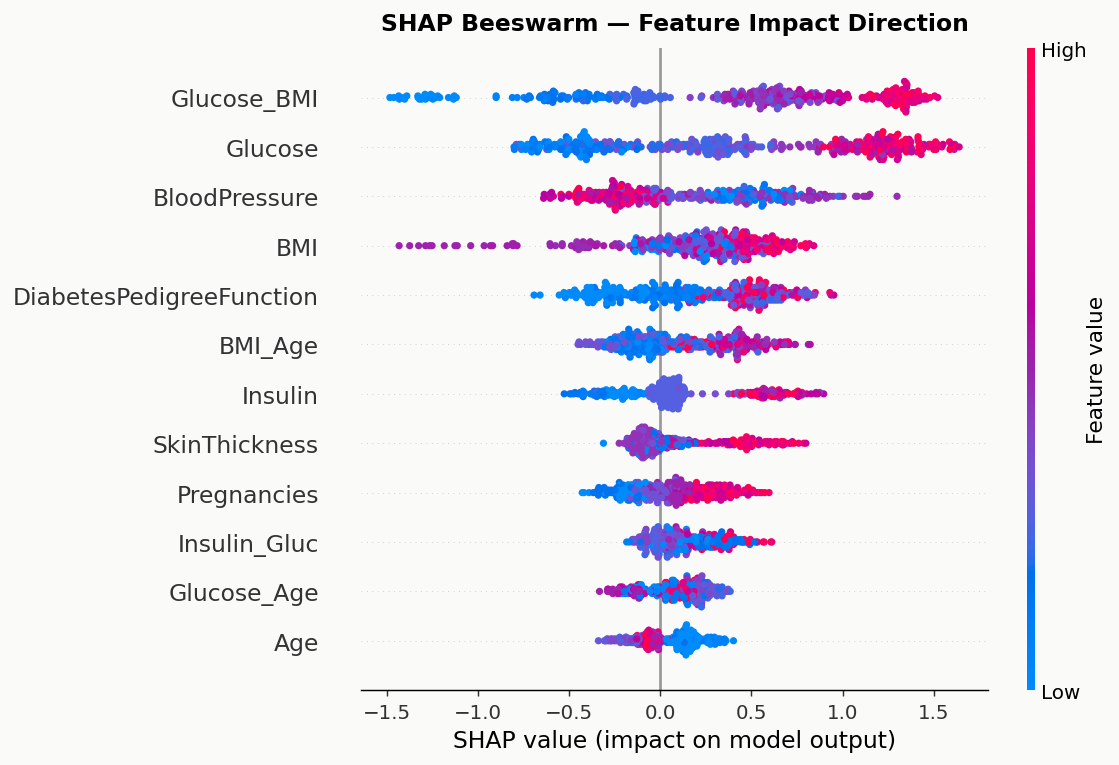 SHAP Beeswarm — Feature Impact Direction
High
Glucose_BMI
Glucose
BloodPressure
BMI
DiabetesPedigreeFunction
BMI_Age
Insulin
SkinThickness
Pregnancies
Insulin_Gluc
Glucose_Age
Age
Feature value
Low
−1.5 −1.0 −0.5 0.0 0.5 1.0 1.5
SHAP value (impact on model output)